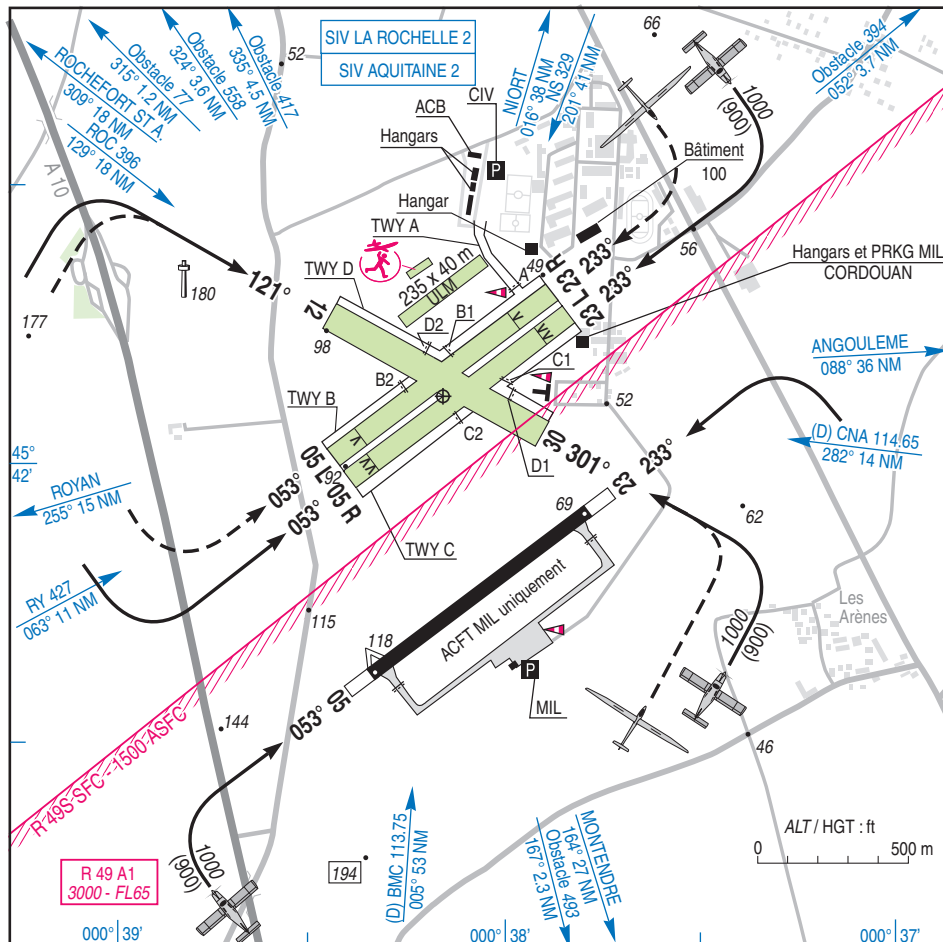 66
SIV LA ROCHELLE 2
SIV AQUITAINE 2
52
Obstacle 417
335° 4.5 NM
Obstacle 558
324° 3.6 NM
Obstacle 77
315° 1.2 NM
ROCHEFORT ST A.
309° 18 NM
ROC 396
129° 18 NM
A 10
NIORT
016° 38 NM
NS 329
201° 41 NM
Obstacle 394
052° 3.7 NM
1000
(900)
ACB
CIV
P
Hangars
Bâtiment
100
Hangar
TWY A
49
A
56
Hangars et PRKG MIL
CORDOUAN
TWY D
235 x 40 m
ULM
23 R 233°
23 L 233°
121°
12
180
177
98
D2
B1
V
VV
B2
C1
T
ANGOULEME
088° 36 NM
TWY B
C2
52
(D) CNA 114.65
282° 14 NM
45°
42'
V
VV
92
05 L 053°
05 R 053°
30 301°
D1
23 233°
ROYAN
255° 15 NM
TWY C
69
62
RY 427
063° 11 NM
115
118
ACFT MIL uniquement
Les
Arènes
1000
(900)
P
MIL
053° 05
144
46
R 49S SFC - 1500 ASFC
1000
(900)
R 49 A1
3000 - FL65
194
(D) BMC 113.75
005° 53 NM
MONTENDRE
164° 27 NM
Obstacle 493
167° 2.3 NM
ALT / HGT : ft
0 500 m
000° 39'
000° 38'
000° 37'